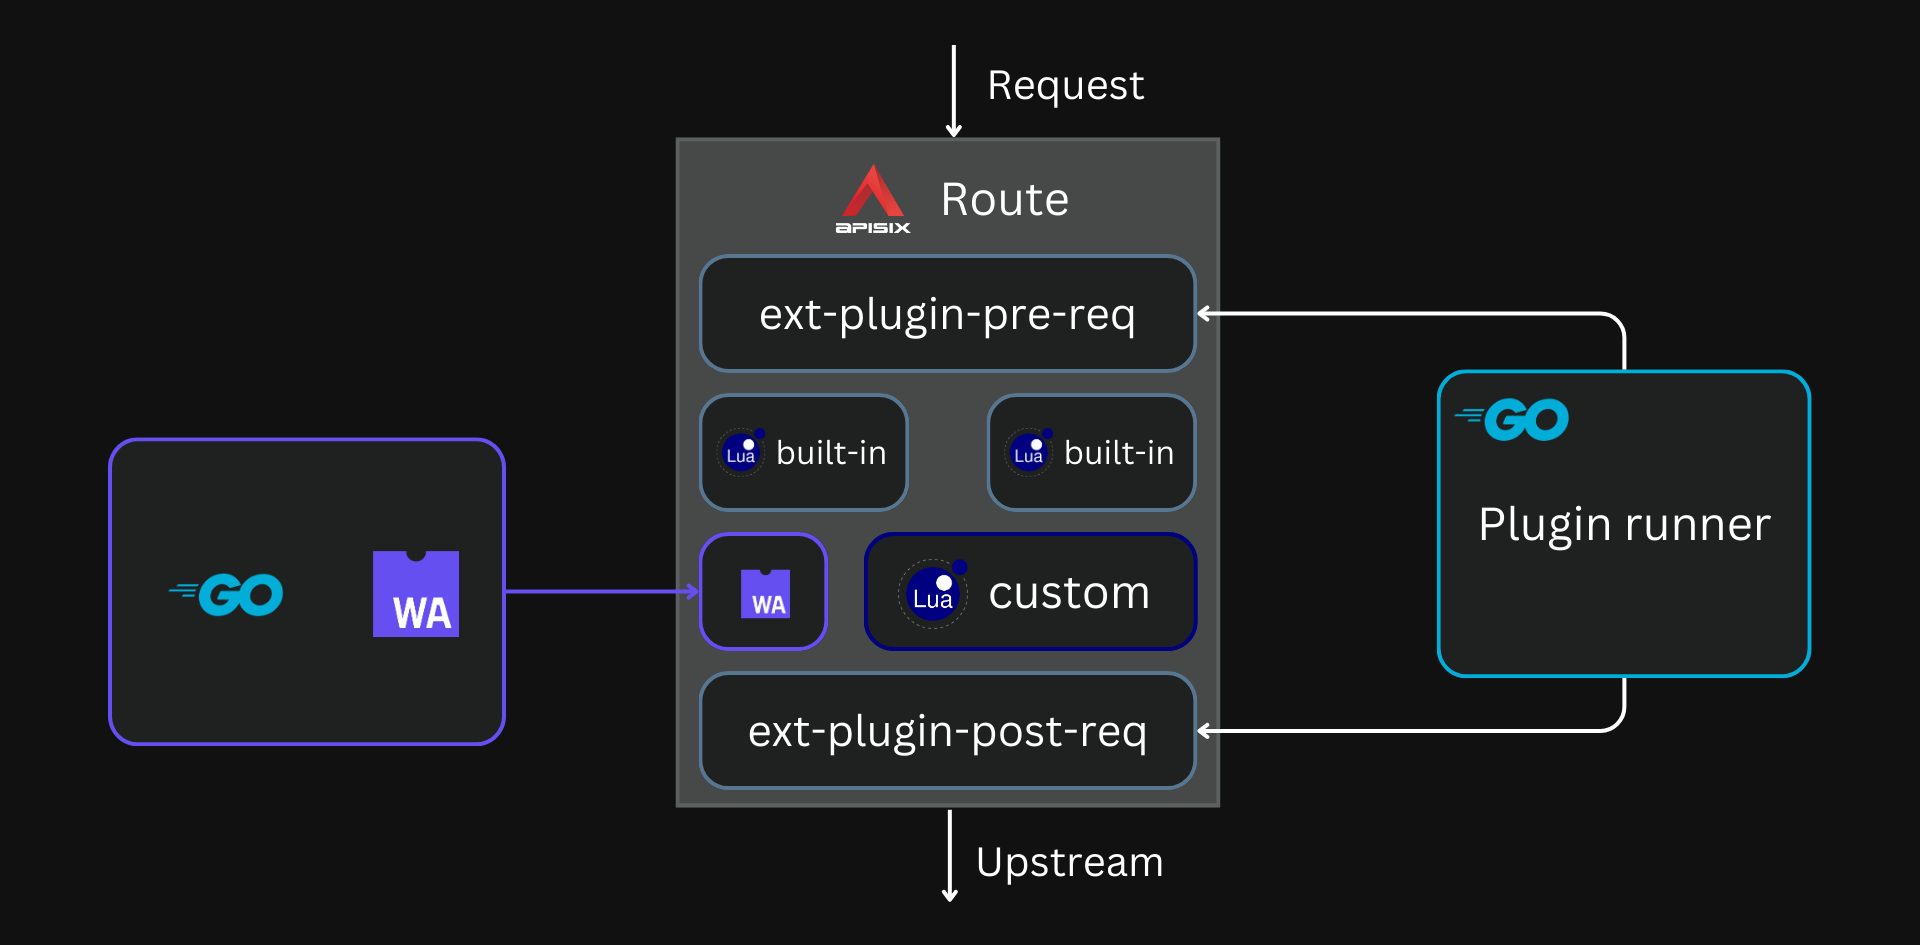 Request
APISIX
Route
ext-plugin-pre-req
Lua built-in
Lua built-in
GO
Plugin runner
GO
WA
WA
Lua custom
ext-plugin-post-req
Upstream